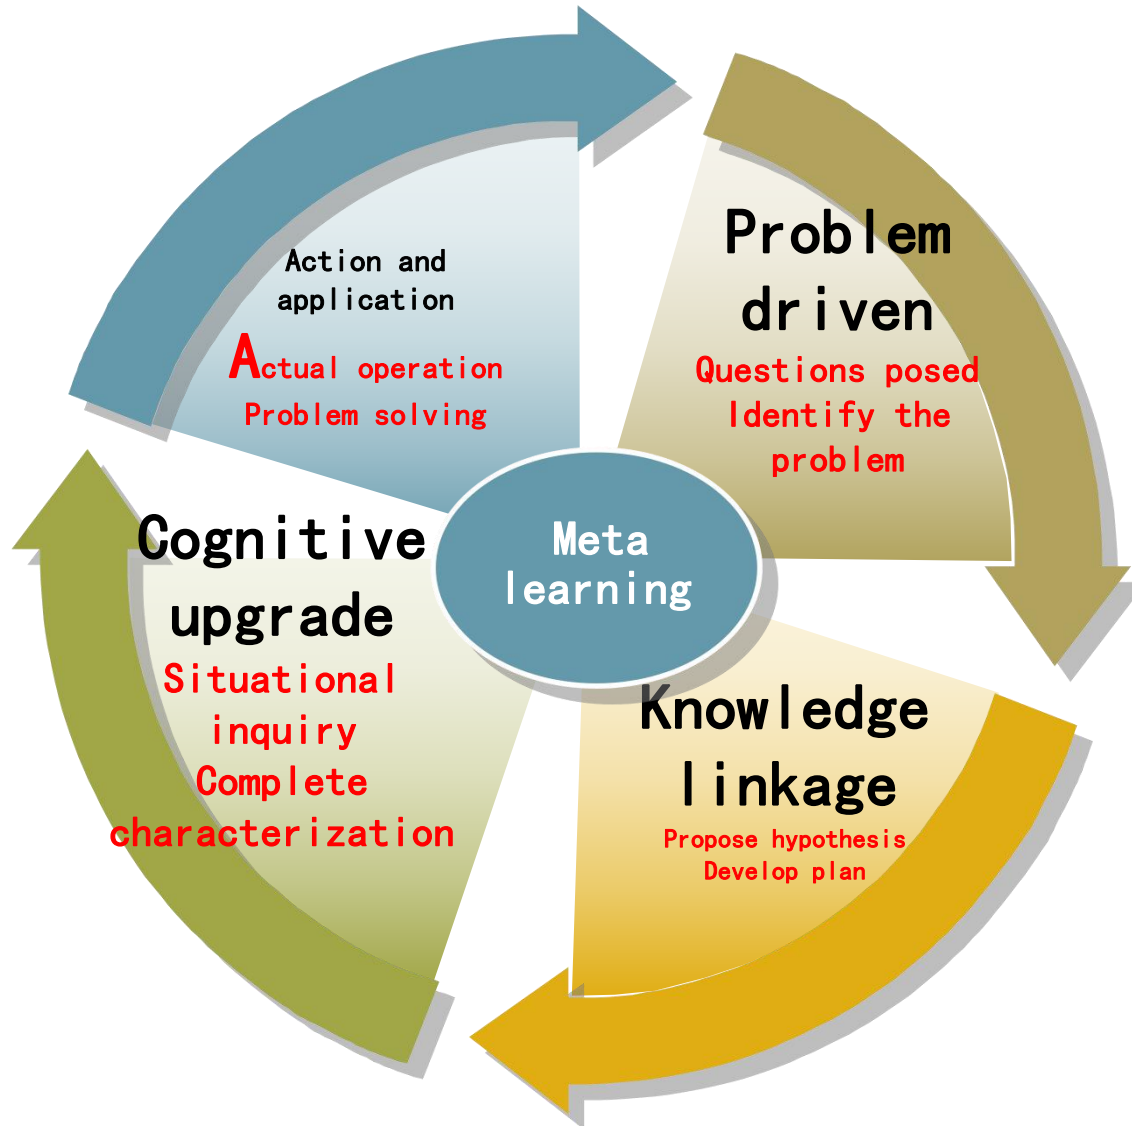 Action and
application
Actual operation
Problem solving
Problem
driven
Questions posed
Identify the
problem
Meta
learning
Cognitive
upgrade
Situational
inquiry
Complete
characterization
Knowledge
linkage
Propose hypothesis
Develop plan